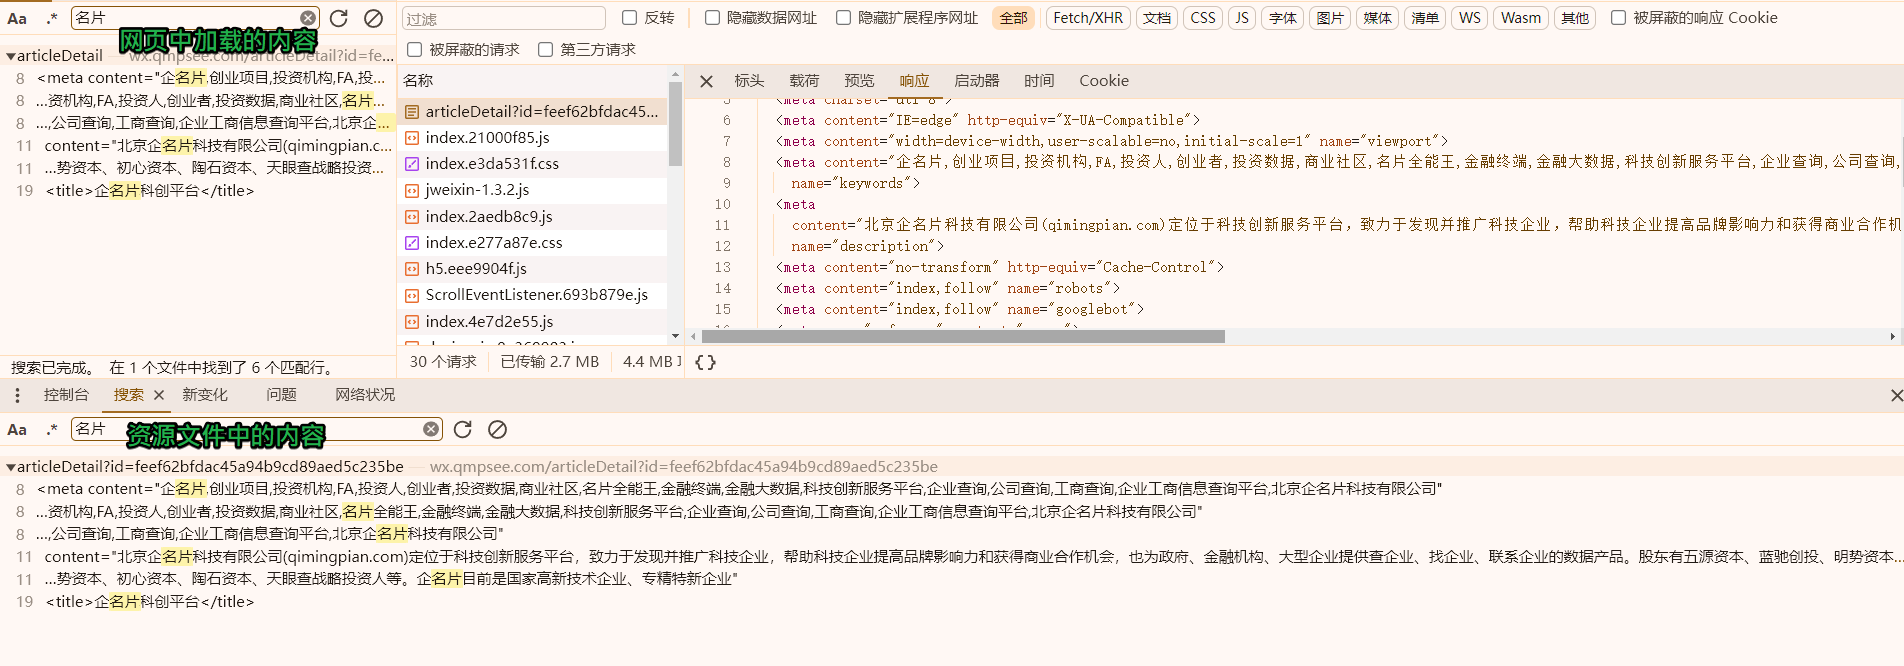 Aa .* 名片
网页中加载的内容
articleDetail — wx.qmpsee.com/articleDetail?id=fe...
8 <meta content="企名片,创业项目,投资机构,FA,投...
8 ...资机构,FA,投资人,创业者,投资数据,商业社区,名片...
8 ...,公司查询,工商查询,企业工商信息查询平台,北京企...
11 content="北京企名片科技有限公司(qimingpian.c...
11 ...势资本、初心资本、陶石资本、天眼查战略投资...
19 <title>企名片科创平台</title>
搜索已完成。 在 1 个文件中找到了 6 个匹配行。
过滤 反转 隐藏数据网址 隐藏扩展程序网址 全部 Fetch/XHR 文档 CSS JS 字体 图片 媒体 清单 WS Wasm 其他 被屏蔽的响应 Cookie
被屏蔽的请求 第三方请求
名称
articleDetail?id=feef62bfdac45...
index.21000f85.js
index.e3da531f.css
jweixin-1.3.2.js
index.2aedb8c9.js
index.e277a87e.css
h5.eee9904f.js
ScrollEventListener.693b879e.js
index.4e7d2e55.js
30 个请求 已传输 2.7 MB 4.4 MB
标头 载荷 预览 响应 启动器 时间 Cookie
5 <meta charset="utf-8">
6 <meta content="IE=edge" http-equiv="X-UA-Compatible">
7 <meta content="width=device-width,user-scalable=no,initial-scale=1" name="viewport">
8 <meta content="企名片,创业项目,投资机构,FA,投资人,创业者,投资数据,商业社区,名片全能王,金融终端,金融大数据,科技创新服务平台,企业查询,公司查询,
9 name="keywords">
10 <meta
11 content="北京企名片科技有限公司(qimingpian.com)定位于科技创新服务平台，致力于发现并推广科技企业，帮助科技企业提高品牌影响力和获得商业合作机
12 name="description">
13 <meta content="no-transform" http-equiv="Cache-Control">
14 <meta content="index,follow" name="robots">
15 <meta content="index,follow" name="googlebot">
{}
控制台 搜索 新变化 问题 网络状况
Aa .* 名片
资源文件中的内容
articleDetail?id=feef62bfdac45a94b9cd89aed5c235be — wx.qmpsee.com/articleDetail?id=feef62bfdac45a94b9cd89aed5c235be
8 <meta content="企名片,创业项目,投资机构,FA,投资人,创业者,投资数据,商业社区,名片全能王,金融终端,金融大数据,科技创新服务平台,企业查询,公司查询,工商查询,企业工商信息查询平台,北京企名片科技有限公司"
8 ...资机构,FA,投资人,创业者,投资数据,商业社区,名片全能王,金融终端,金融大数据,科技创新服务平台,企业查询,公司查询,工商查询,企业工商信息查询平台,北京企名片科技有限公司"
8 ...,公司查询,工商查询,企业工商信息查询平台,北京企名片科技有限公司"
11 content="北京企名片科技有限公司(qimingpian.com)定位于科技创新服务平台，致力于发现并推广科技企业，帮助科技企业提高品牌影响力和获得商业合作机会，也为政府、金融机构、大型企业提供查企业、找企业、联系企业的数据产品。股东有五源资本、蓝驰创投、明势资本...
11 ...势资本、初心资本、陶石资本、天眼查战略投资人等。企名片目前是国家高新技术企业、专精特新企业"
19 <title>企名片科创平台</title>